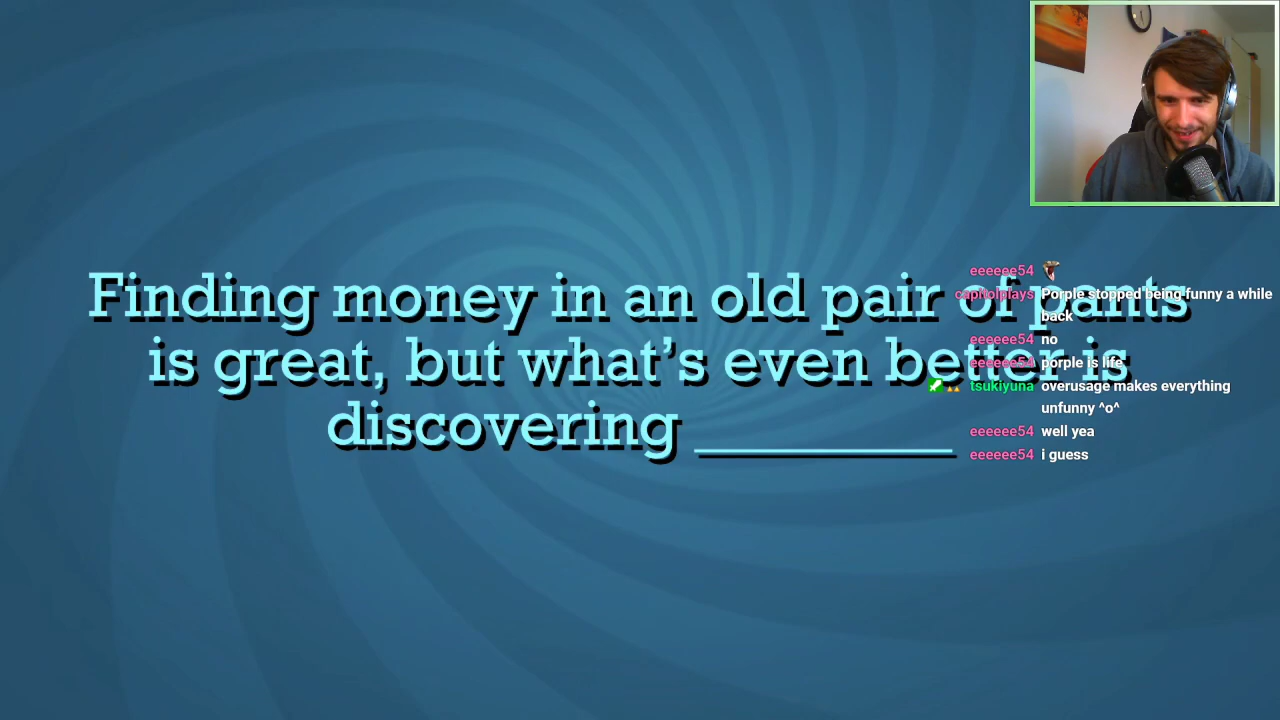 Finding money in an old pair of pants
is great, but what's even better is
discovering __________
eeeeee54
capitolplays Porple stopped being funny a while
back
eeeeee54 no
eeeeee54 porple is life
tsukiyuna overusage makes everything
unfunny ^o^
eeeeee54 well yea
eeeeee54 i guess